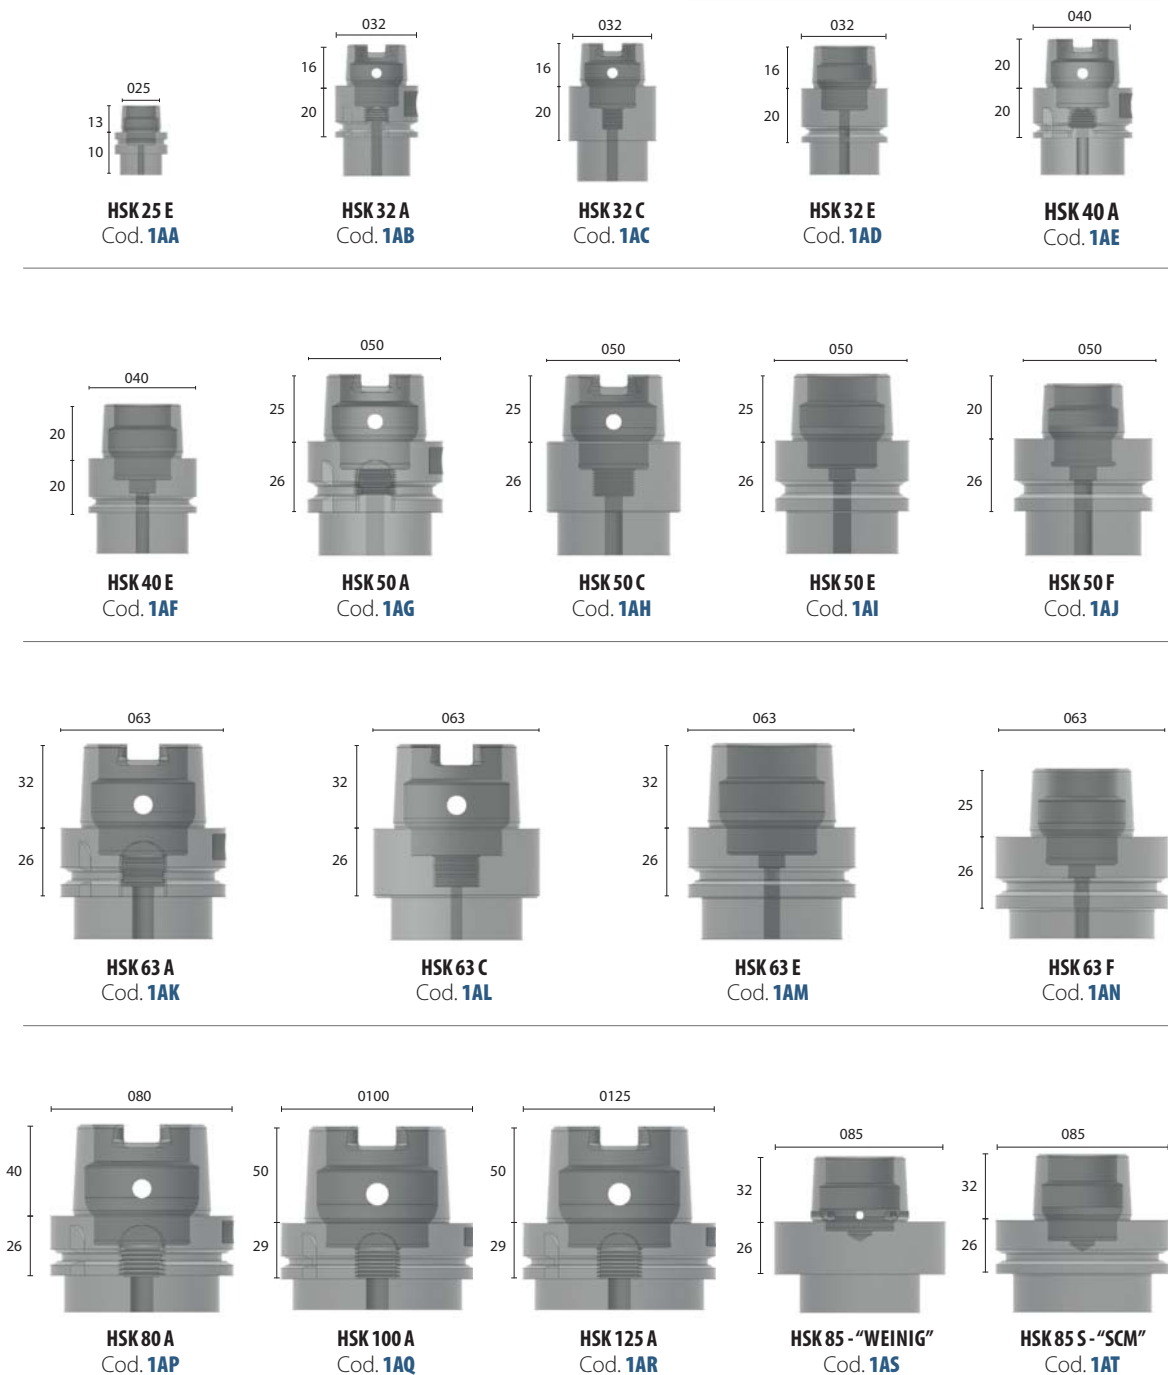 025
13
10
HSK 25 E
Cod. 1AA
032
16
20
HSK 32 A
Cod. 1AB
032
16
20
HSK 32 C
Cod. 1AC
032
16
20
HSK 32 E
Cod. 1AD
040
20
20
HSK 40 A
Cod. 1AE
040
20
20
HSK 40 E
Cod. 1AF
050
25
26
HSK 50 A
Cod. 1AG
050
25
26
HSK 50 C
Cod. 1AH
050
25
26
HSK 50 E
Cod. 1AI
050
20
26
HSK 50 F
Cod. 1AJ
063
32
26
HSK 63 A
Cod. 1AK
063
32
26
HSK 63 C
Cod. 1AL
063
32
26
HSK 63 E
Cod. 1AM
063
25
26
HSK 63 F
Cod. 1AN
080
40
26
HSK 80 A
Cod. 1AP
0100
50
29
HSK 100 A
Cod. 1AQ
0125
50
29
HSK 125 A
Cod. 1AR
085
32
26
HSK 85 - “WEINIG”
Cod. 1AS
085
32
26
HSK 85 S - “SCM”
Cod. 1AT